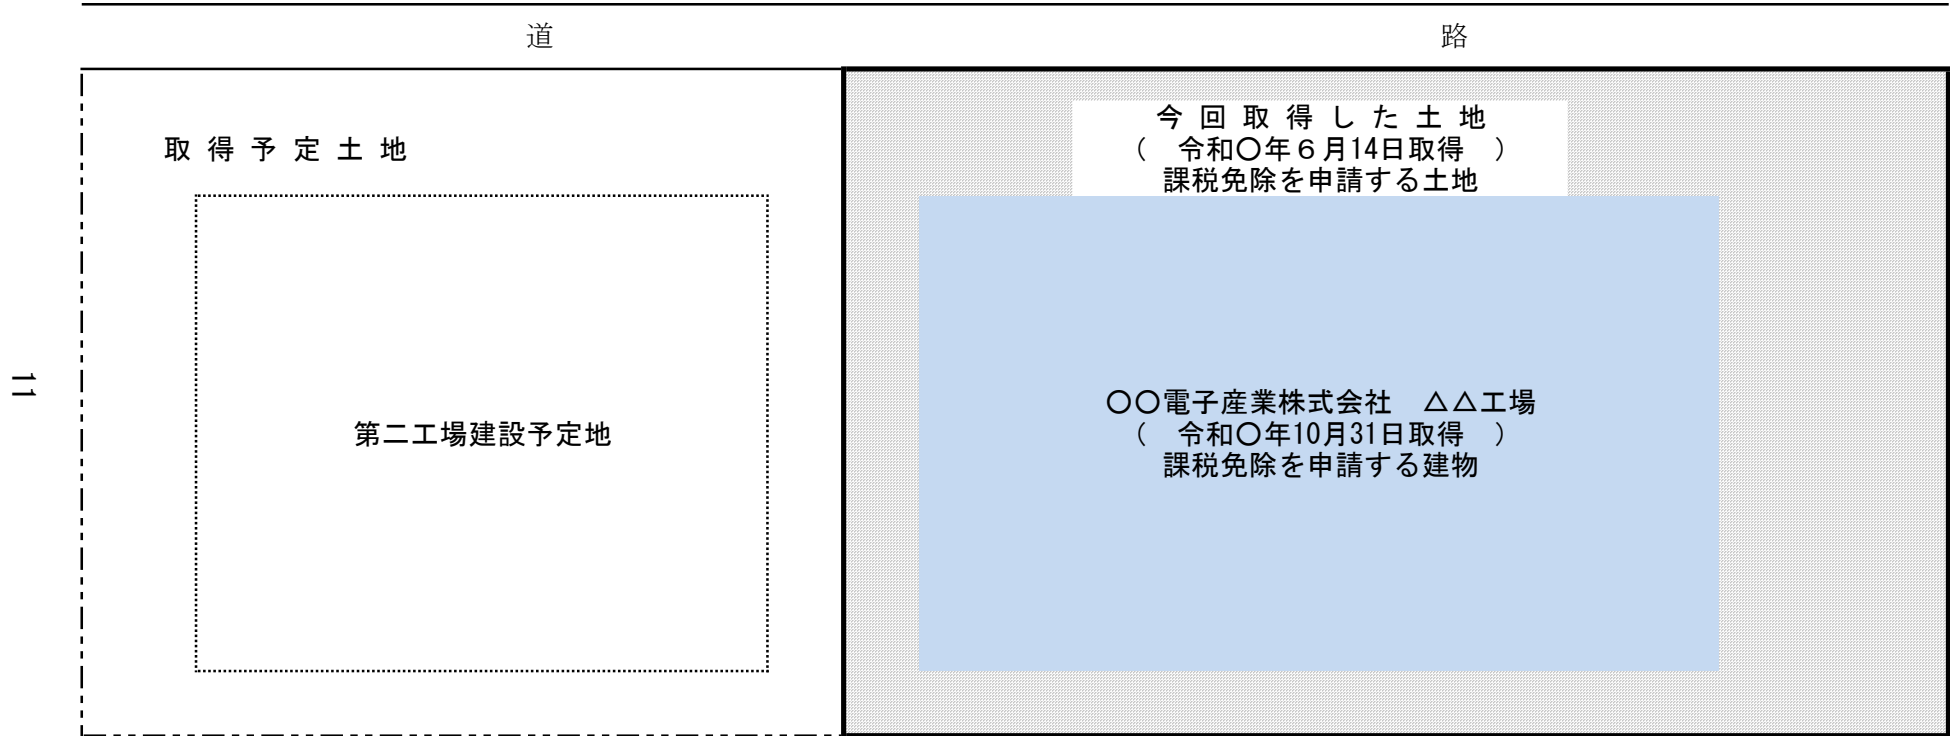 道 路
取 得 予 定 土 地
第二工場建設予定地
今 回 取 得 し た 土 地
（　令和〇年６月14日取得　）
課税免除を申請する土地
〇〇電子産業株式会社　△△工場
（　令和〇年10月31日取得　）
課税免除を申請する建物
11